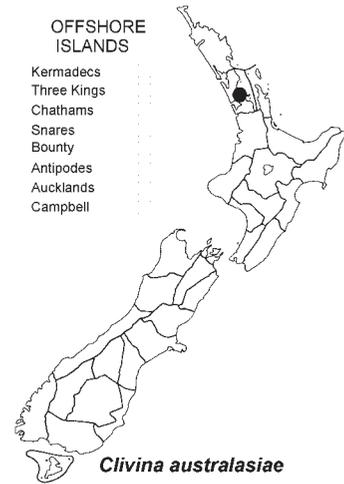 OFFSHORE
ISLANDS
Kermadecs
Three Kings
Chathams
Snares
Bounty
Antipodes
Aucklands
Campbell
Clivina australasiae